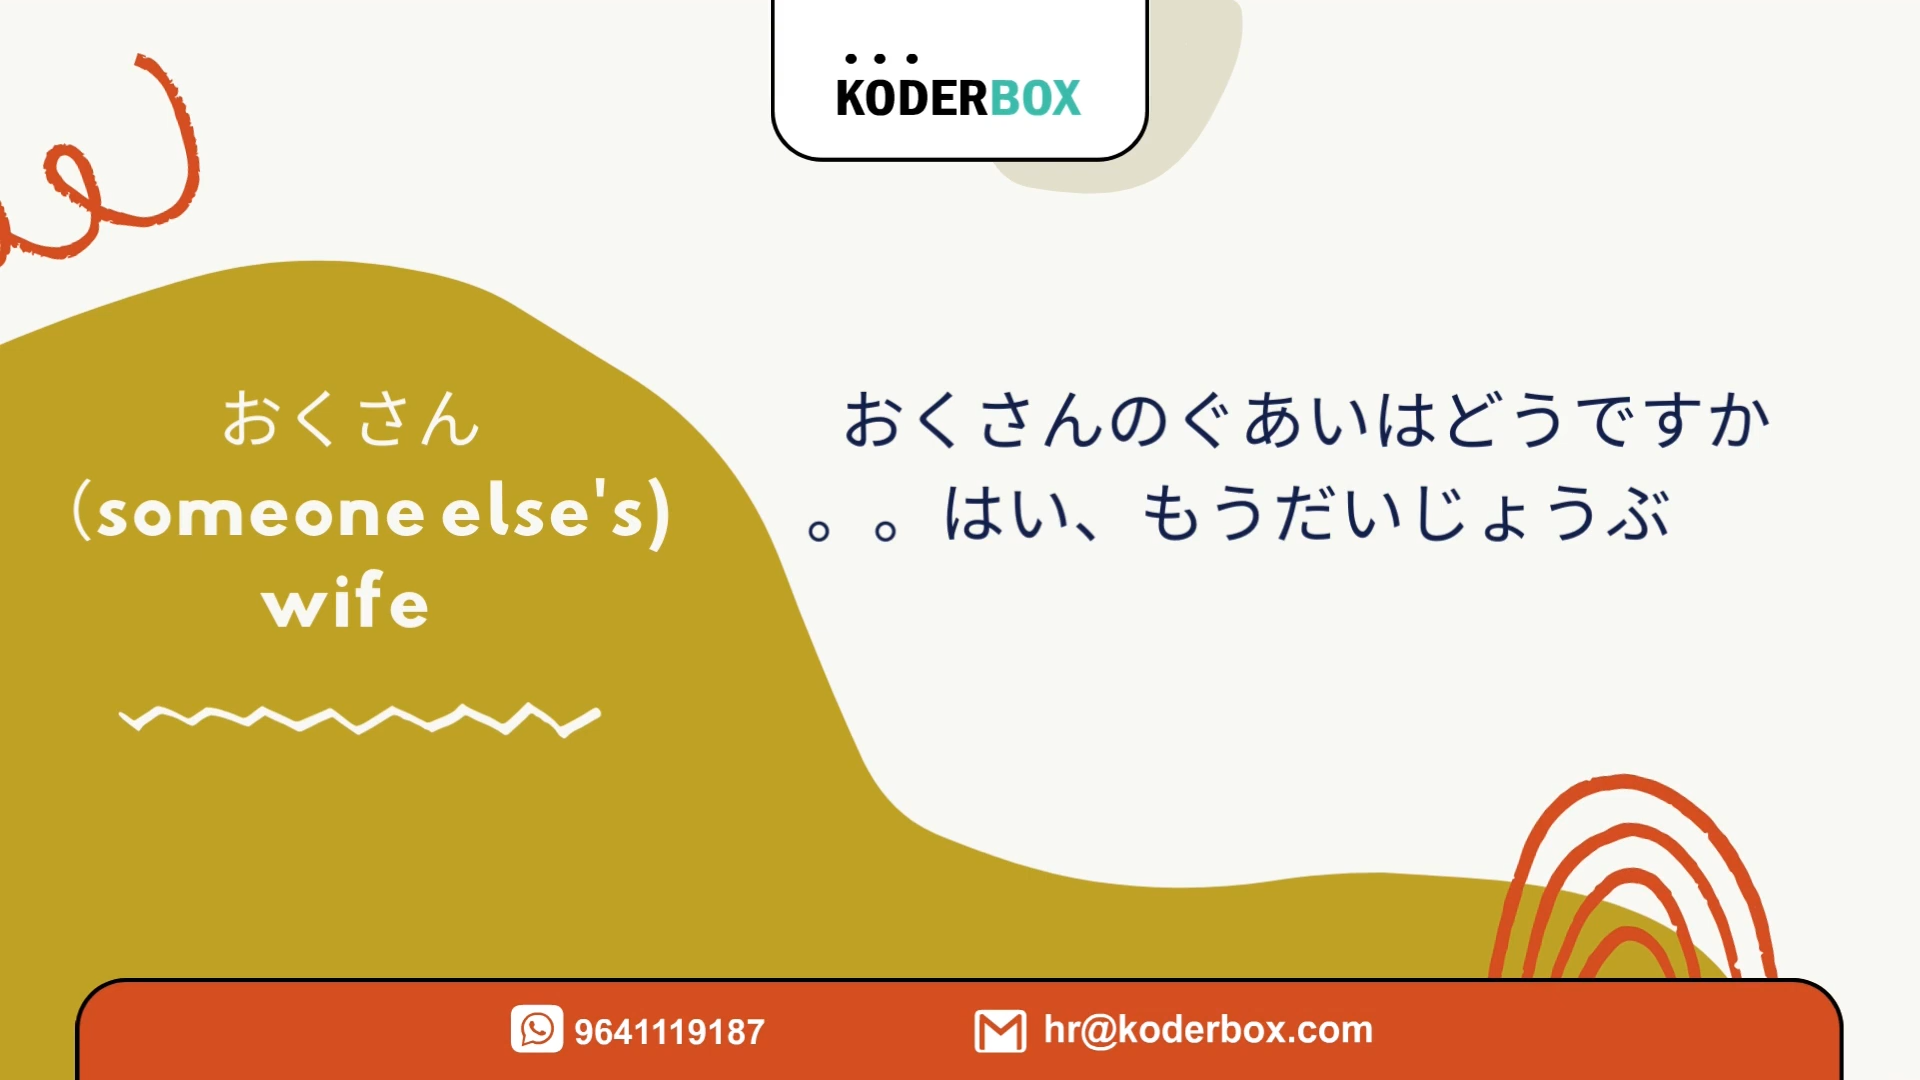 KODERBOX
おくさん
（someone else's)
wife
おくさんのぐあいはどうですか
。。はい、もうだいじょうぶ
9641119187
hr@koderbox.com